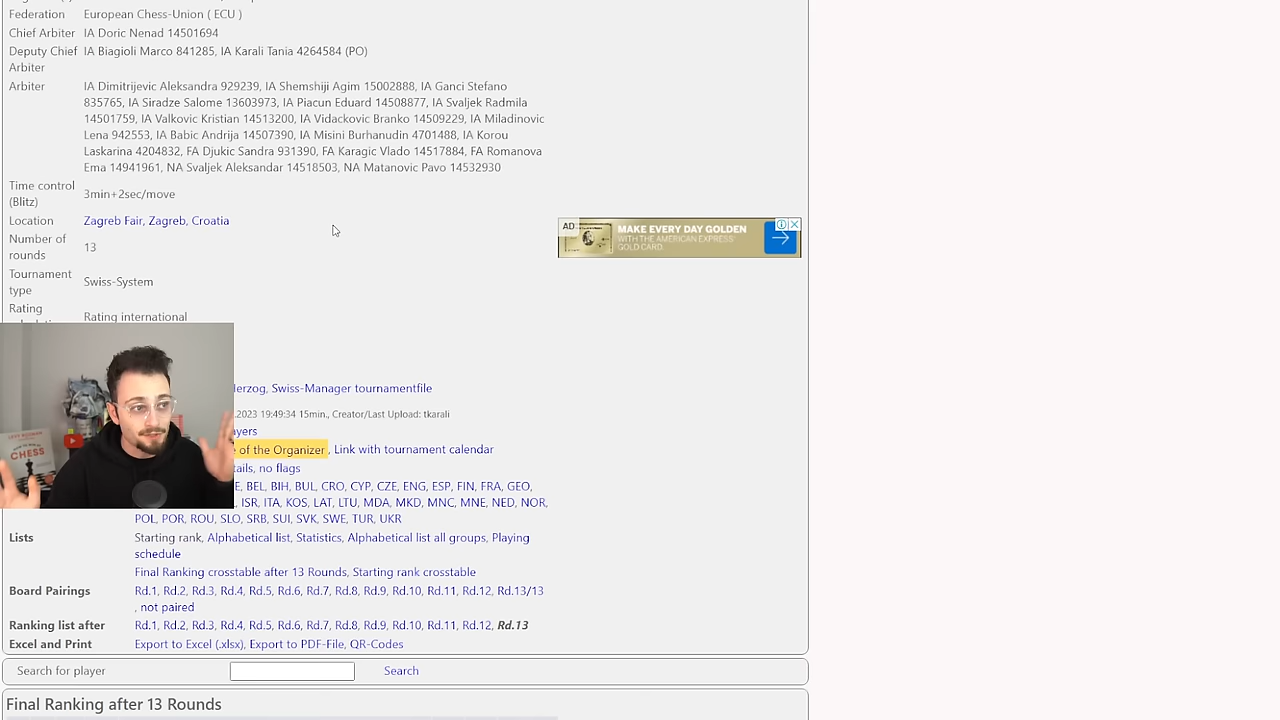 Federation European Chess-Union ( ECU )
Chief Arbiter IA Doric Nenad 14501694
Deputy Chief Arbiter IA Biagioli Marco 841285, IA Karali Tania 4264584 (PO)
Arbiter IA Dimitrijevic Aleksandra 929239, IA Shemshiji Agim 15002888, IA Ganci Stefano
835765, IA Siradze Salome 13603973, IA Piacun Eduard 14508877, IA Svaljek Radmila
14501759, IA Valkovic Kristian 14513200, IA Vidackovic Branko 14509229, IA Miladinovic
Lena 942553, IA Babic Andrija 14507390, IA Misini Burhanudin 4701488, IA Korou
Laskarina 4204832, FA Djukic Sandra 931390, FA Karagic Vlado 14517884, FA Romanova
Ema 14941961, NA Svaljek Aleksandar 14518503, NA Matanovic Pavo 14532930
Time control (Blitz) 3min+2sec/move
Location Zagreb Fair, Zagreb, Croatia
AD
MAKE EVERY DAY GOLDEN
WITH THE AMERICAN EXPRESS®
GOLD CARD.
Number of rounds 13
Tournament type Swiss-System
Rating Rating international
Herzog, Swiss-Manager tournamentfile
.2023 19:49:34 15min., Creator/Last Upload: tkarali
ayers
e of the Organizer , Link with tournament calendar
tails, no flags
E, BEL, BIH, BUL, CRO, CYP, CZE, ENG, ESP, FIN, FRA, GEO,
ISR, ITA, KOS, LAT, LTU, MDA, MKD, MNC, MNE, NED, NOR,
POL, POR, ROU, SLO, SRB, SUI, SVK, SWE, TUR, UKR
Lists Starting rank, Alphabetical list, Statistics, Alphabetical list all groups, Playing
schedule
Final Ranking crosstable after 13 Rounds, Starting rank crosstable
Board Pairings Rd.1, Rd.2, Rd.3, Rd.4, Rd.5, Rd.6, Rd.7, Rd.8, Rd.9, Rd.10, Rd.11, Rd.12, Rd.13/13
, not paired
Ranking list after Rd.1, Rd.2, Rd.3, Rd.4, Rd.5, Rd.6, Rd.7, Rd.8, Rd.9, Rd.10, Rd.11, Rd.12, Rd.13
Excel and Print Export to Excel (.xlsx), Export to PDF-File, QR-Codes
Search for player Search
Final Ranking after 13 Rounds
CHESS